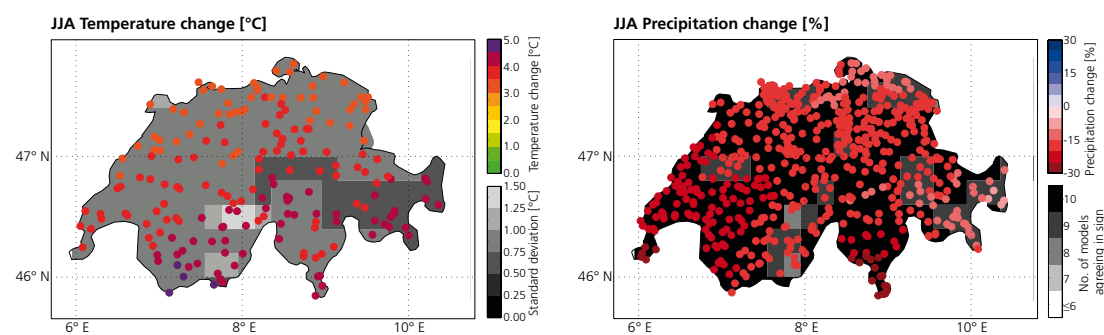 JJA Temperature change [°C]
5.0
4.0
3.0
2.0
1.0
0.0
Temperature change [°C]
1.50
1.25
1.00
0.75
0.50
0.25
0.00
Standard deviation [°C]
47° N
46° N
6° E
8° E
10° E
JJA Precipitation change [%]
30
15
0
-15
-30
Precipitation change [%]
10
9
8
7
≤6
No. of models
agreeing in sign
47° N
46° N
6° E
8° E
10° E